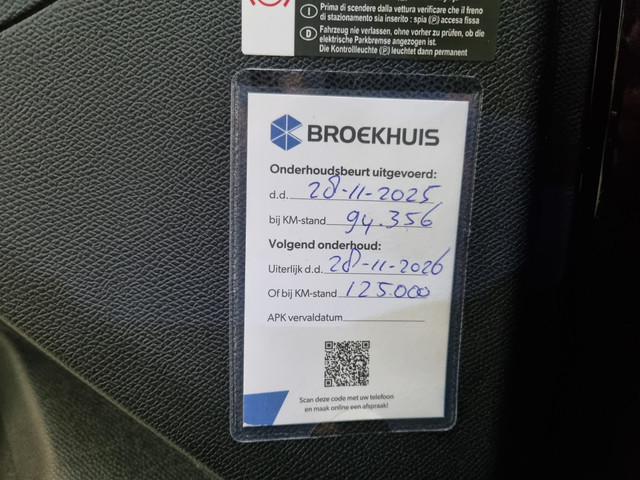 I Prima di scendere dalla vettura verificare che il freno
di stazionamento sia inserito : spia (P) accesa fissa
D Fahrzeug nie verlassen, ohne vorher zu prüfen, ob die
elektrische Parkbremse angezogen ist.
Die Kontrolleuchte (P) leuchtet dann permanent
BROEKHUIS
Onderhoudsbeurt uitgevoerd:
d.d. 28-11-2025
bij KM-stand 94.356
Volgend onderhoud:
Uiterlijk d.d. 28-11-2026
Of bij KM-stand 125.000
APK vervaldatum
Scan deze code met uw telefoon
en maak online een afspraak!